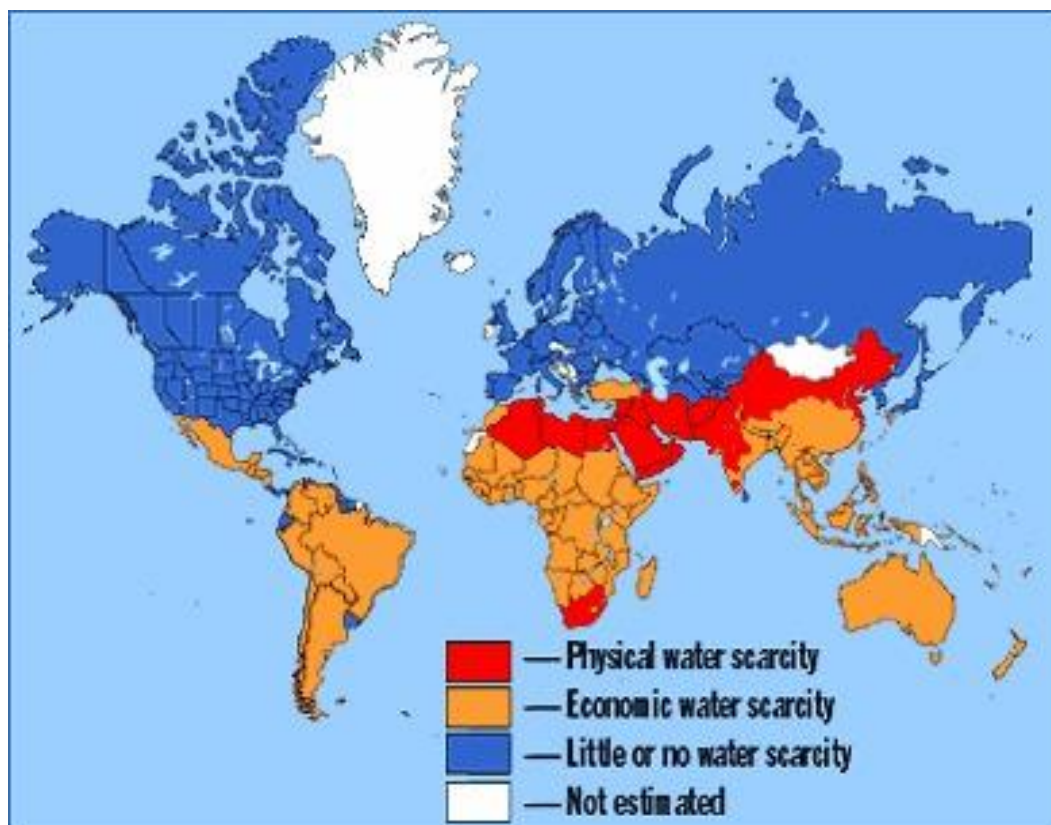 — Physical water scarcity
— Economic water scarcity
— Little or no water scarcity
— Not estimated